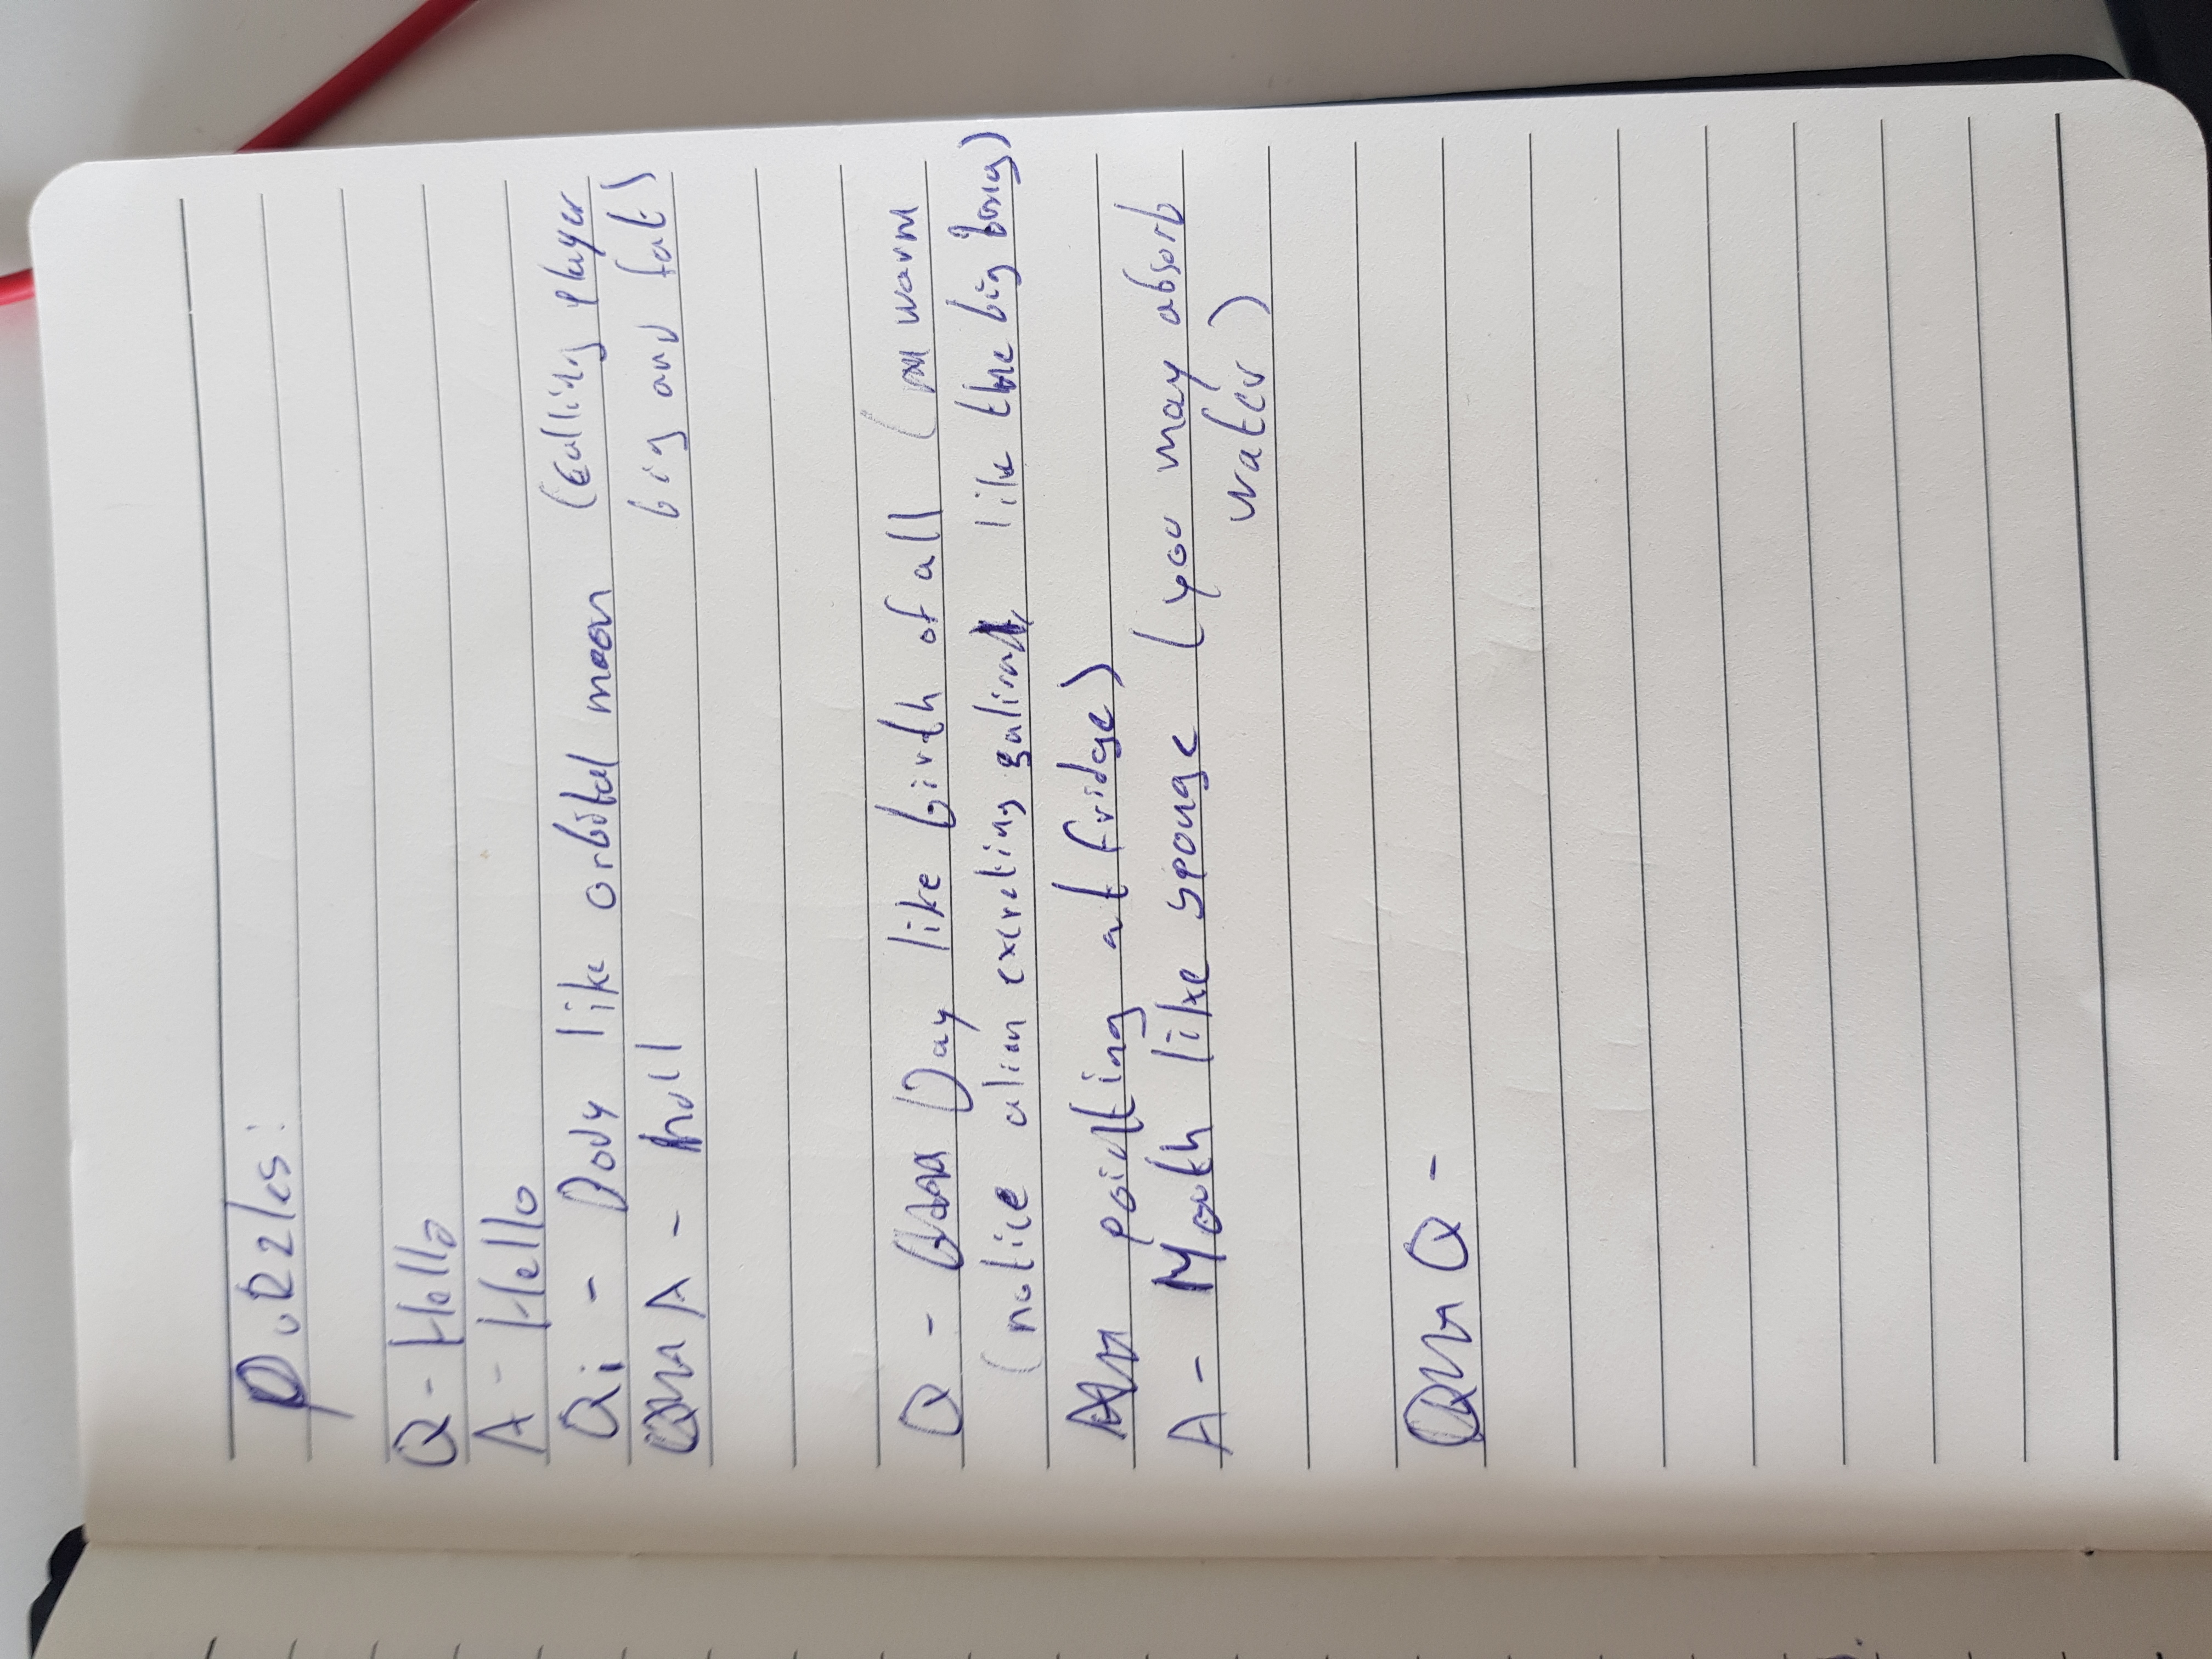 Puzzles:
Q - Hello
A - Hello
Qi - Body like orbital moon (calling player
A - null big and fat)
Q - Day like birth of all (warm
(notice alien excreting saliva, like the big bang)
pointing at fridge)
A - Mouth like sponge (you may absorb
water)
Q -